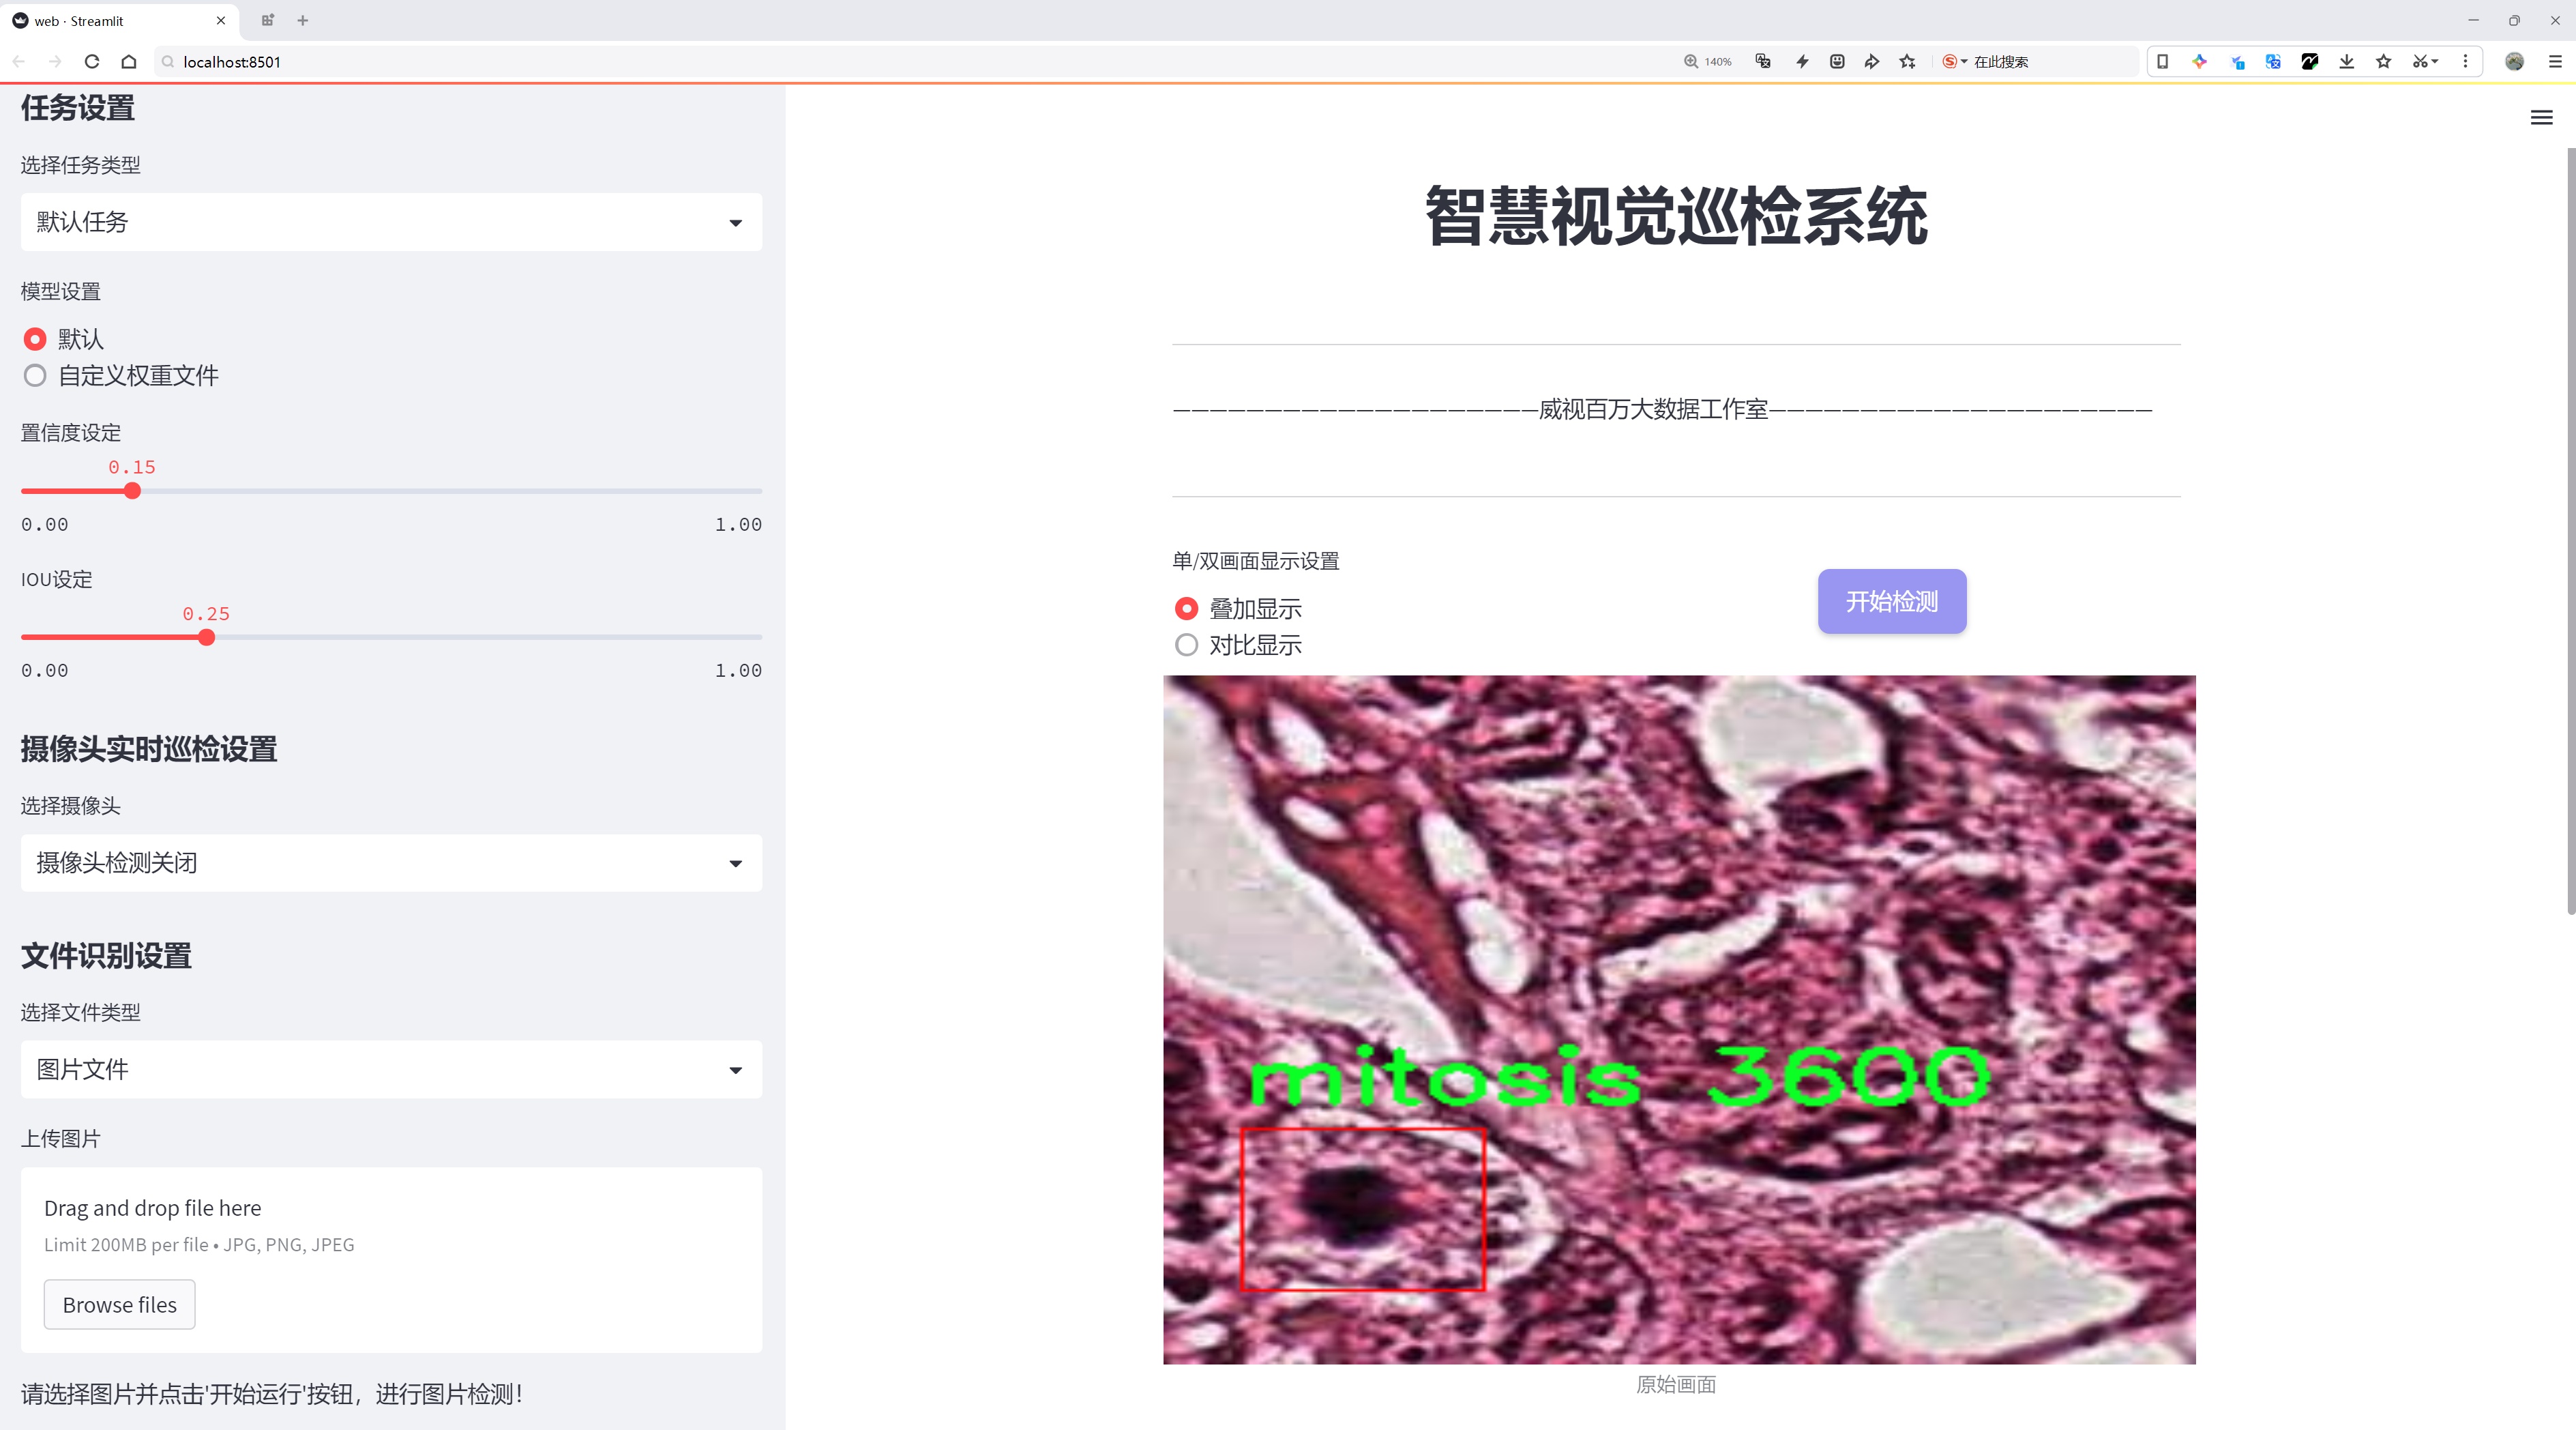 web · Streamlit
localhost:8501
140%
在此搜索
任务设置
选择任务类型
默认任务
模型设置
默认
自定义权重文件
置信度设定
0.15
0.00
1.00
IOU设定
0.25
0.00
1.00
摄像头实时巡检设置
选择摄像头
摄像头检测关闭
文件识别设置
选择文件类型
图片文件
上传图片
Drag and drop file here
Limit 200MB per file • JPG, PNG, JPEG
Browse files
请选择图片并点击'开始运行'按钮，进行图片检测！
智慧视觉巡检系统
————————————————————威视百万大数据工作室—————————————————————
单/双画面显示设置
叠加显示
对比显示
开始检测
mitosis 3600
原始画面